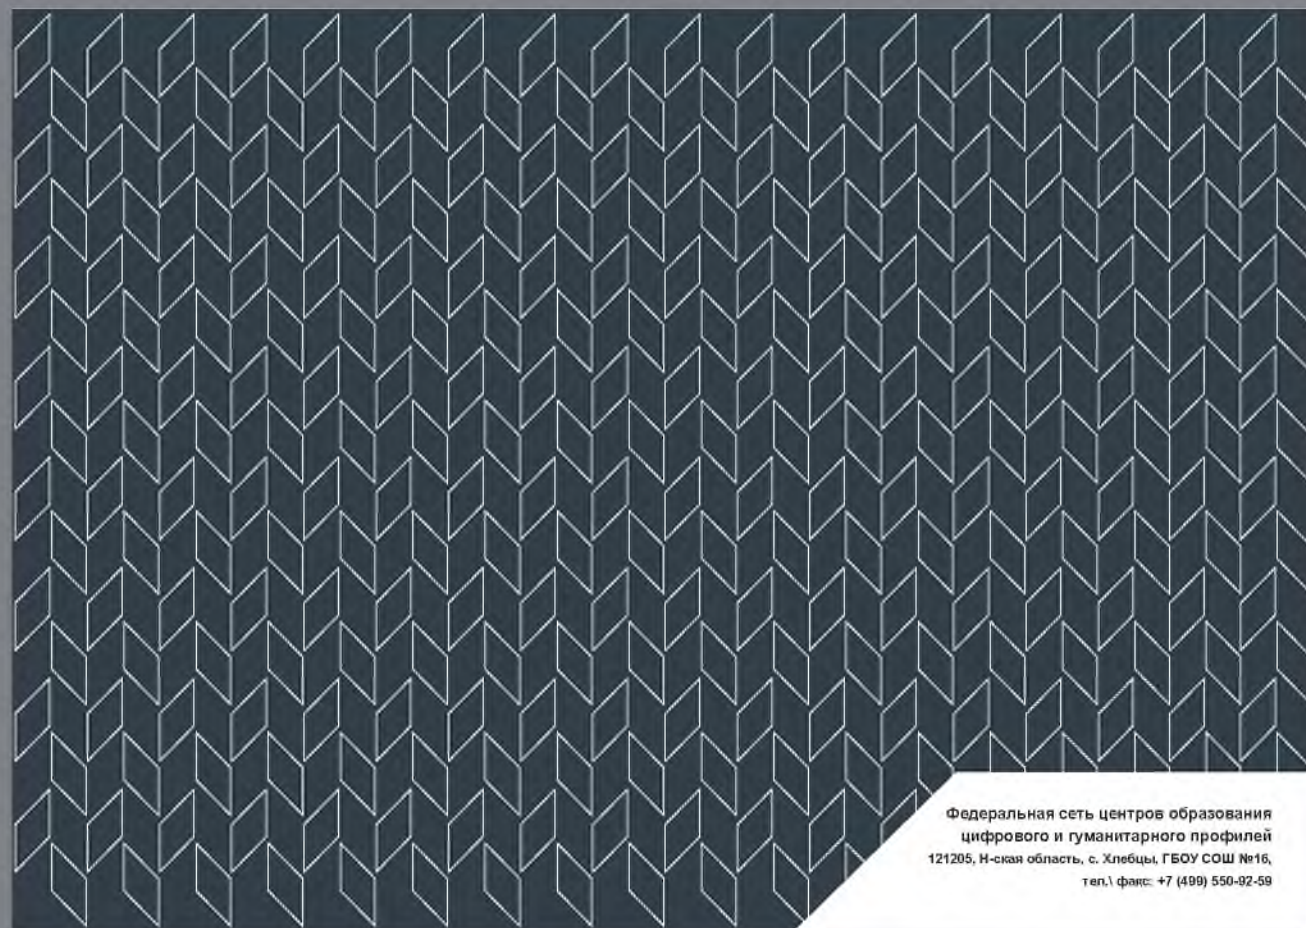 Федеральная сеть центров образования
цифрового и гуманитарного профилей
121205, Н-ская область, с. Хлебцы, ГБОУ СОШ №16,
тел.\ факс: +7 (499) 550-92-59